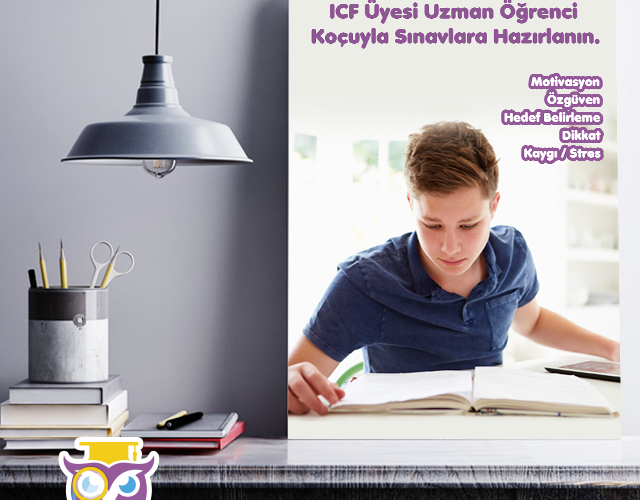 ICF Üyesi Uzman Öğrenci
Koçuyla Sınavlara Hazırlanın.
Motivasyon
Özgüven
Hedef Belirleme
Dikkat
Kaygı / Stres